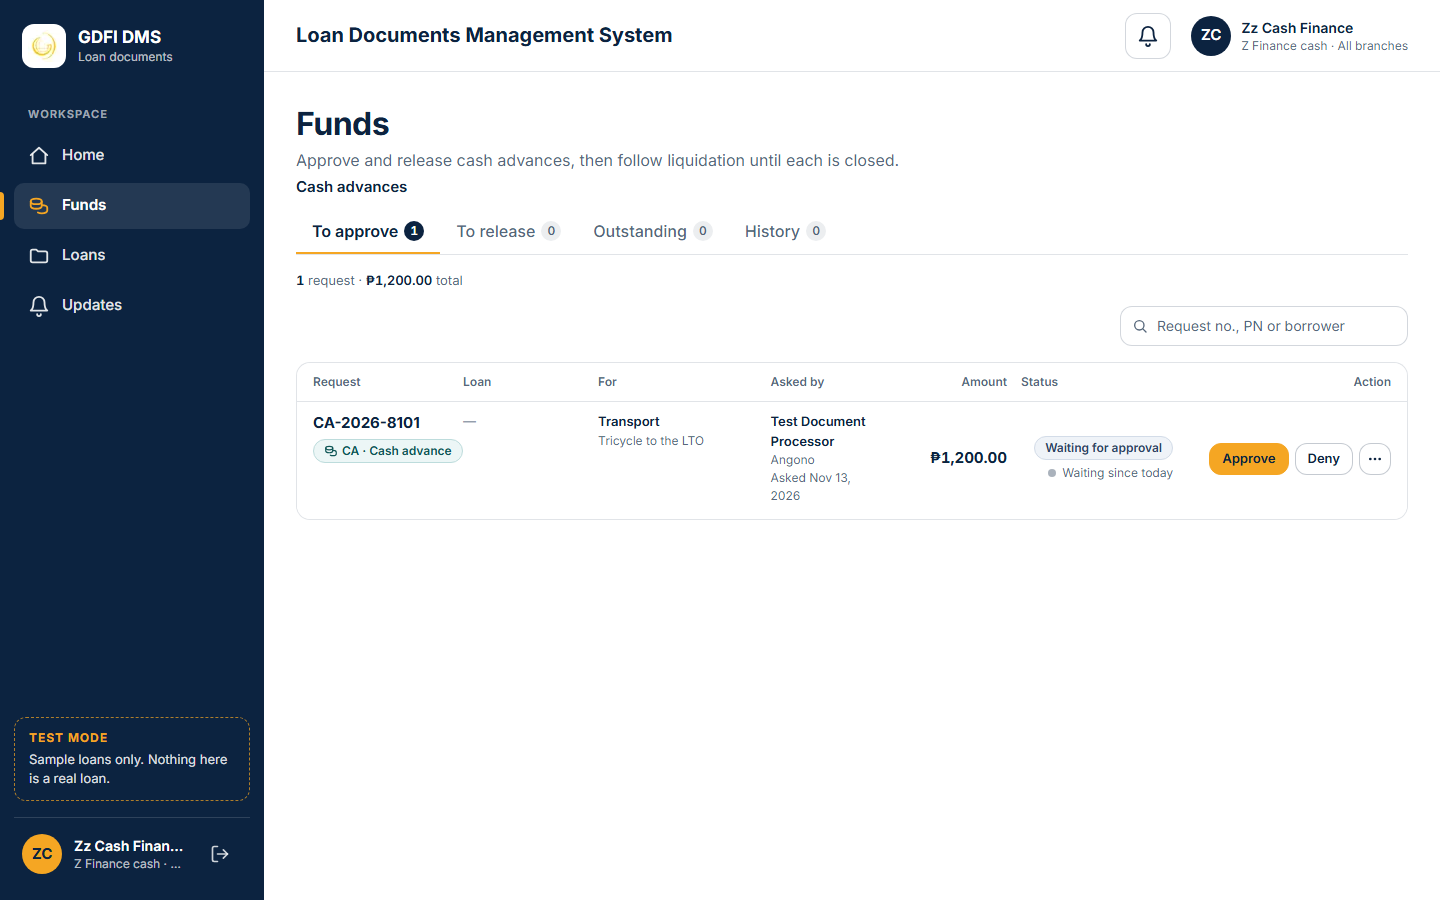 GDFI DMS
Loan documents
WORKSPACE
Home
Funds
Loans
Updates
TEST MODE
Sample loans only. Nothing here
is a real loan.
ZC
Zz Cash Finan...
Z Finance cash · ...
Loan Documents Management System
ZC
Zz Cash Finance
Z Finance cash · All branches
Funds
Approve and release cash advances, then follow liquidation until each is closed.
Cash advances
To approve 1 To release 0 Outstanding 0 History 0
1 request · ₱1,200.00 total
Request no., PN or borrower
Request Loan For Asked by Amount Status Action
CA-2026-8101
CA · Cash advance
—
Transport
Tricycle to the LTO
Test Document
Processor
Angono
Asked Nov 13,
2026
₱1,200.00
Waiting for approval
Waiting since today
Approve Deny ...